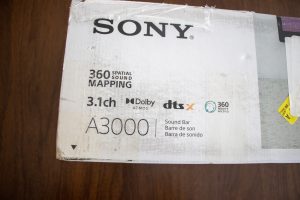 SONY
360 SPATIAL SOUND
MAPPING
3.1ch Dolby ATMOS dts X 360
A3000
Sound Bar
Barre de son
Barra de sonido